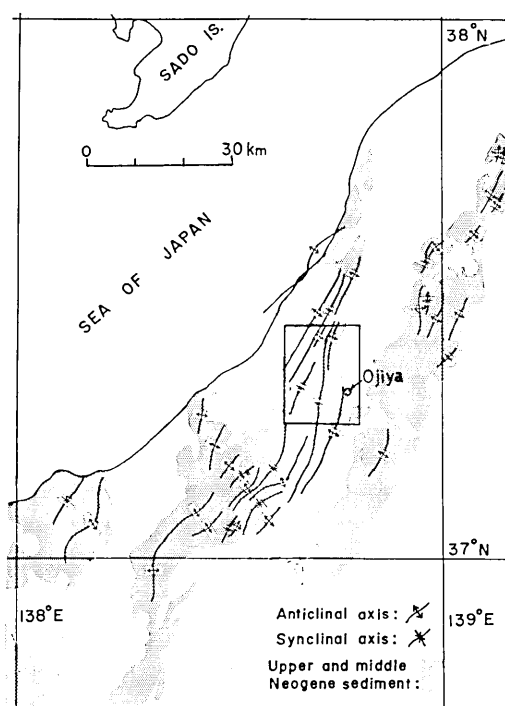 38°N
SADO IS.
0 30 km
SEA OF JAPAN
Ojiya
37°N
138°E
139°E
Anticlinal axis:
Synclinal axis:
Upper and middle
Neogene sediment: